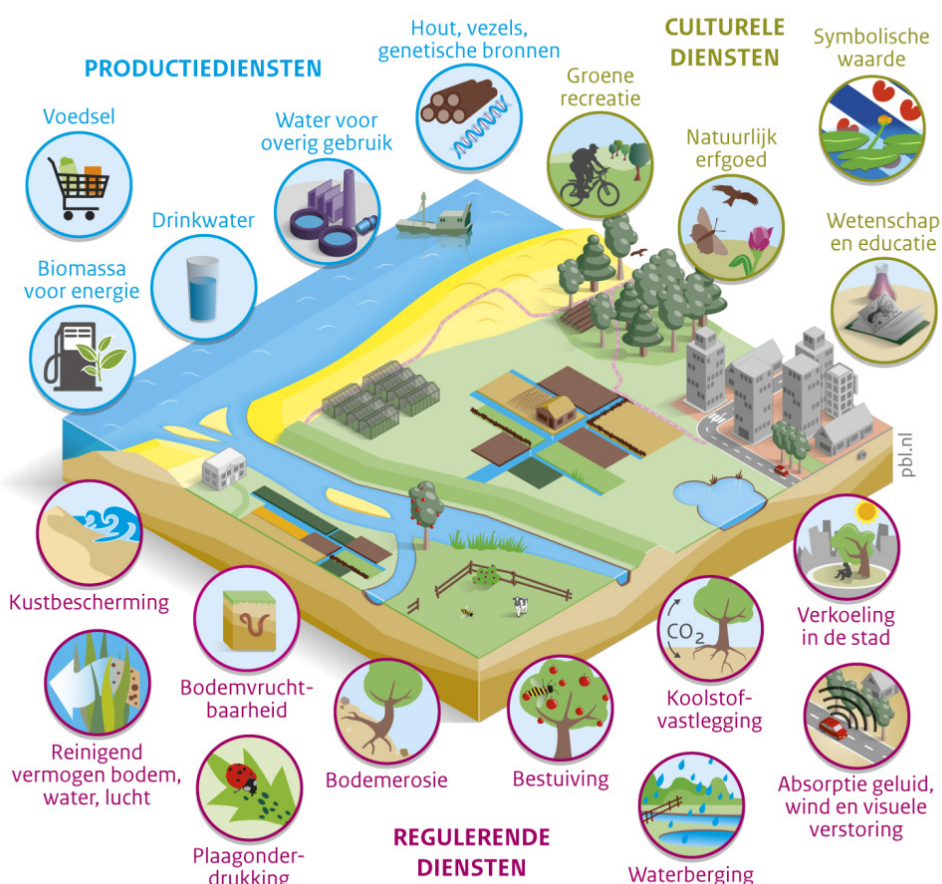 PRODUCTIEDIENSTEN
Voedsel
Biomassa
voor energie
Drinkwater
Water voor
overig gebruik
Hout, vezels,
genetische bronnen
CULTURELE
DIENSTEN
Groene
recreatie
Natuurlijk
erfgoed
Symbolische
waarde
Wetenschap
en educatie
pbl.nl
Kustbescherming
Reinigend
vermogen bodem,
water, lucht
Bodemvrucht-
baarheid
Plaagonder-
drukking
Bodemerosie
Bestuiving
CO₂
Koolstof-
vastlegging
Waterberging
Verkoeling
in de stad
Absorptie geluid,
wind en visuele
verstoring
REGULERENDE
DIENSTEN